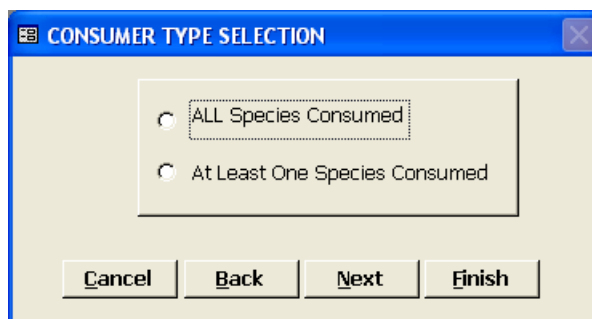 CONSUMER TYPE SELECTION
ALL Species Consumed
At Least One Species Consumed
Cancel Back Next Finish